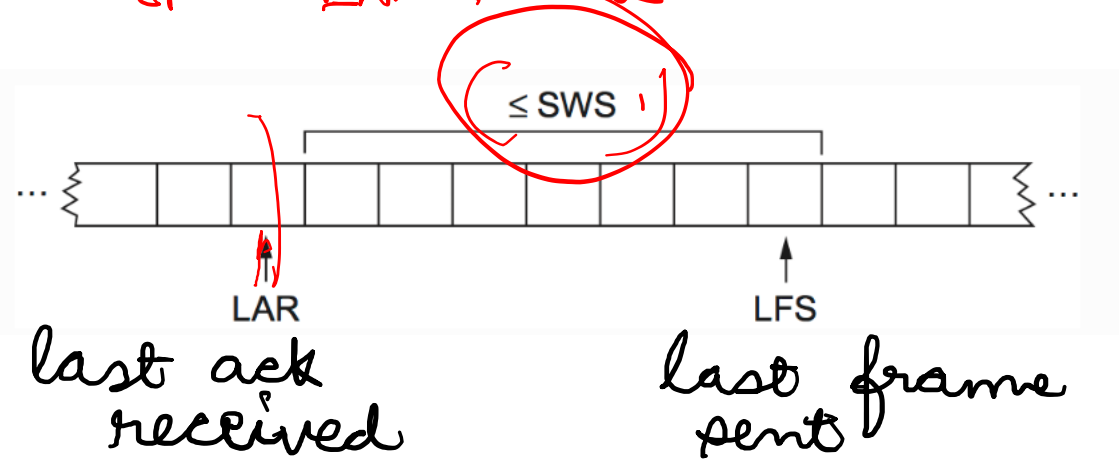 ≤ SWS
... ...
LAR LFS
last ack last frame
received sent